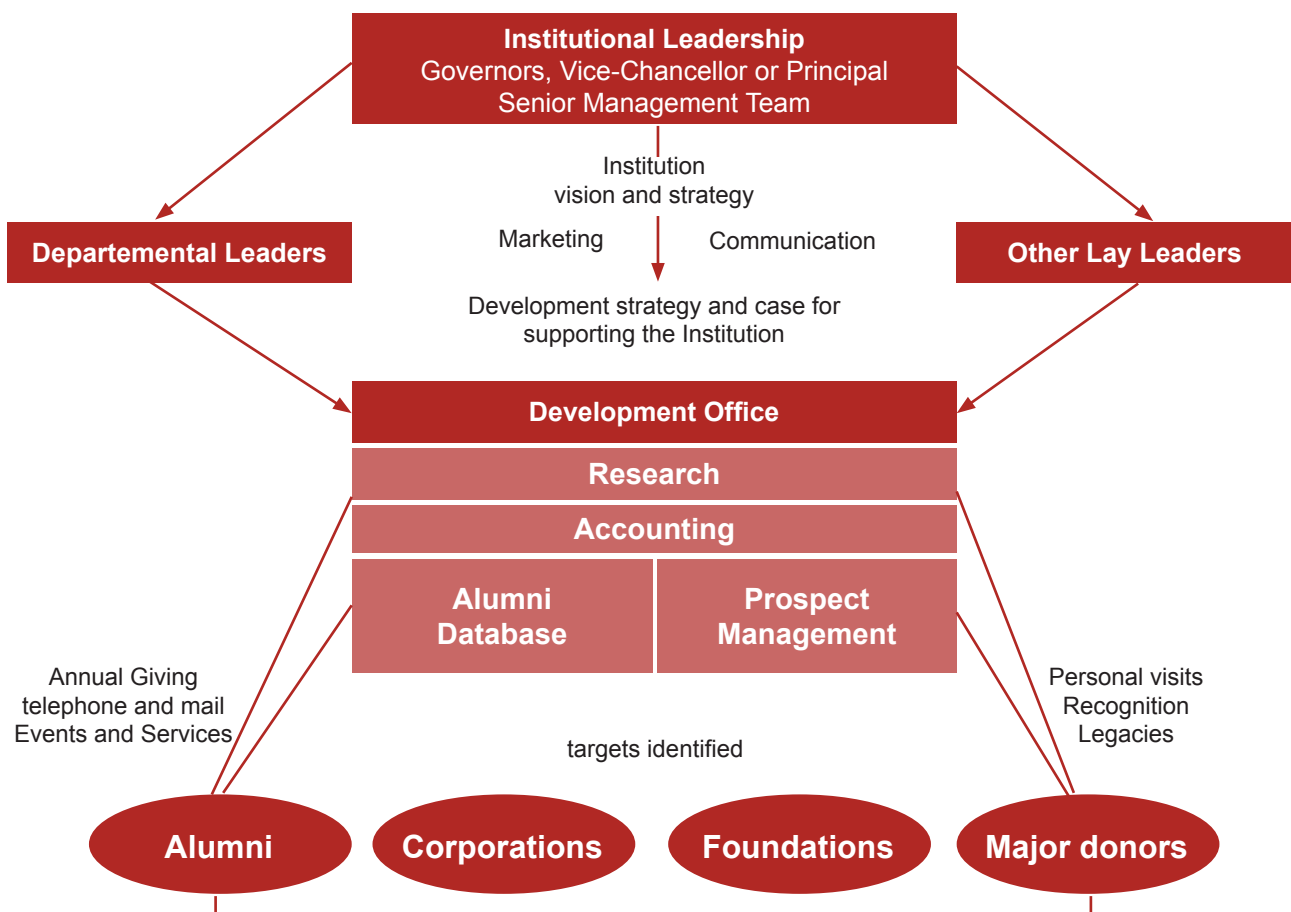 Institutional Leadership
Governors, Vice-Chancellor or Principal
Senior Management Team
Institution
vision and strategy
Marketing
Communication
Departemental Leaders
Other Lay Leaders
Development strategy and case for
supporting the Institution
Development Office
Research
Accounting
Alumni
Database
Prospect
Management
Annual Giving
telephone and mail
Events and Services
Personal visits
Recognition
Legacies
targets identified
Alumni
Corporations
Foundations
Major donors